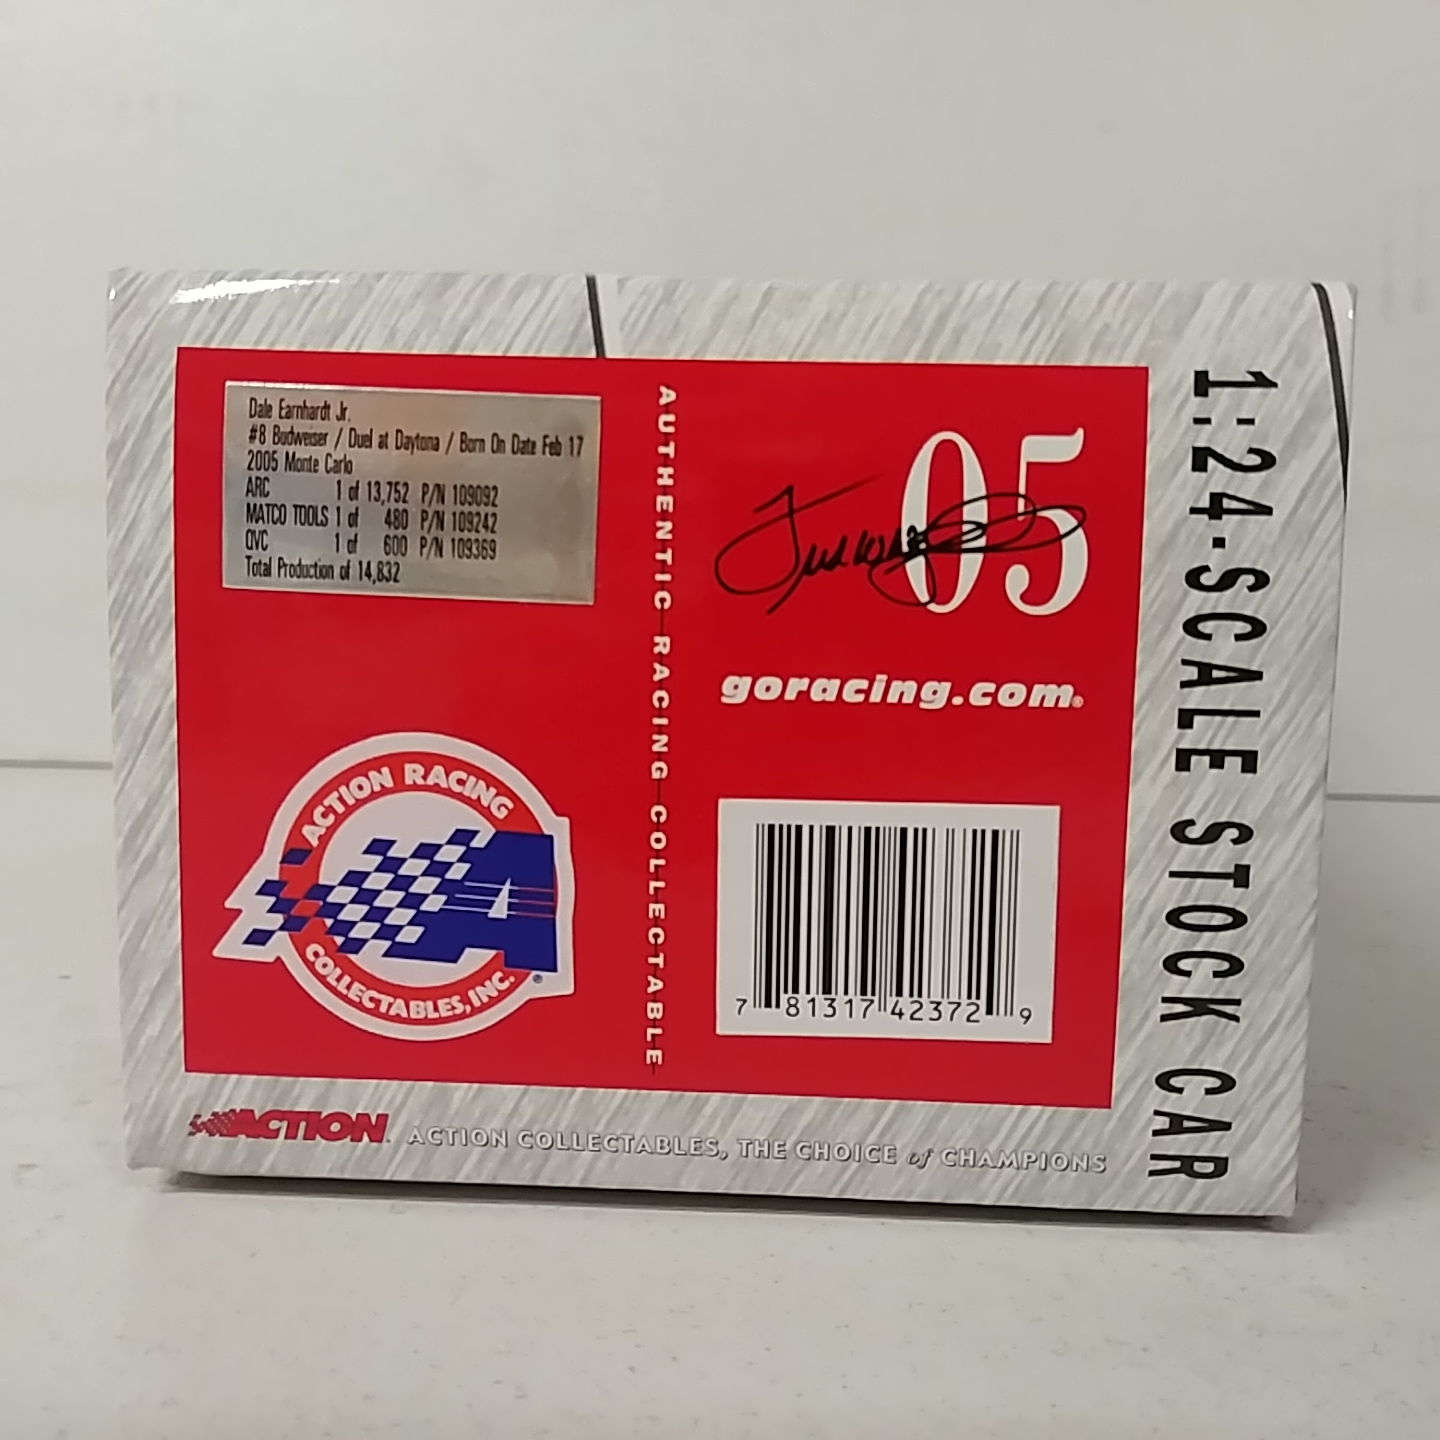 Dale Earnhardt Jr.
#8 Budweiser / Duel at Daytona / Born On Date Feb 17
2005 Monte Carlo
ARC 1 of 13,752 P/N 109092
MATCO TOOLS 1 of 480 P/N 109242
QVC 1 of 600 P/N 109369
Total Production of 14,832
AUTHENTIC RACING COLLECTABLE
05
goracing.com®
ACTION RACING
COLLECTABLES, INC.
7 81317 42372 9
1:24-SCALE STOCK CAR
ACTION
ACTION COLLECTABLES, THE CHOICE of CHAMPIONS